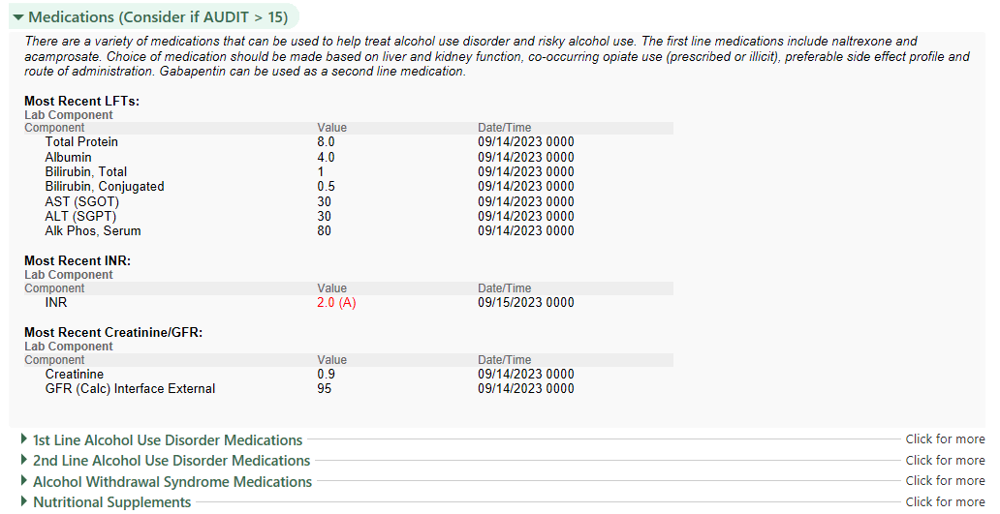 Medications (Consider if AUDIT > 15)
There are a variety of medications that can be used to help treat alcohol use disorder and risky alcohol use. The first line medications include naltrexone and
acamprosate. Choice of medication should be made based on liver and kidney function, co-occurring opiate use (prescribed or illicit), preferable side effect profile and
route of administration. Gabapentin can be used as a second line medication.
Most Recent LFTs:
Lab Component
Component Value Date/Time
Total Protein 8.0 09/14/2023 0000
Albumin 4.0 09/14/2023 0000
Bilirubin, Total 1 09/14/2023 0000
Bilirubin, Conjugated 0.5 09/14/2023 0000
AST (SGOT) 30 09/14/2023 0000
ALT (SGPT) 30 09/14/2023 0000
Alk Phos, Serum 80 09/14/2023 0000
Most Recent INR:
Lab Component
Component Value Date/Time
INR 2.0 (A) 09/15/2023 0000
Most Recent Creatinine/GFR:
Lab Component
Component Value Date/Time
Creatinine 0.9 09/14/2023 0000
GFR (Calc) Interface External 95 09/14/2023 0000
1st Line Alcohol Use Disorder Medications Click for more
2nd Line Alcohol Use Disorder Medications Click for more
Alcohol Withdrawal Syndrome Medications Click for more
Nutritional Supplements Click for more